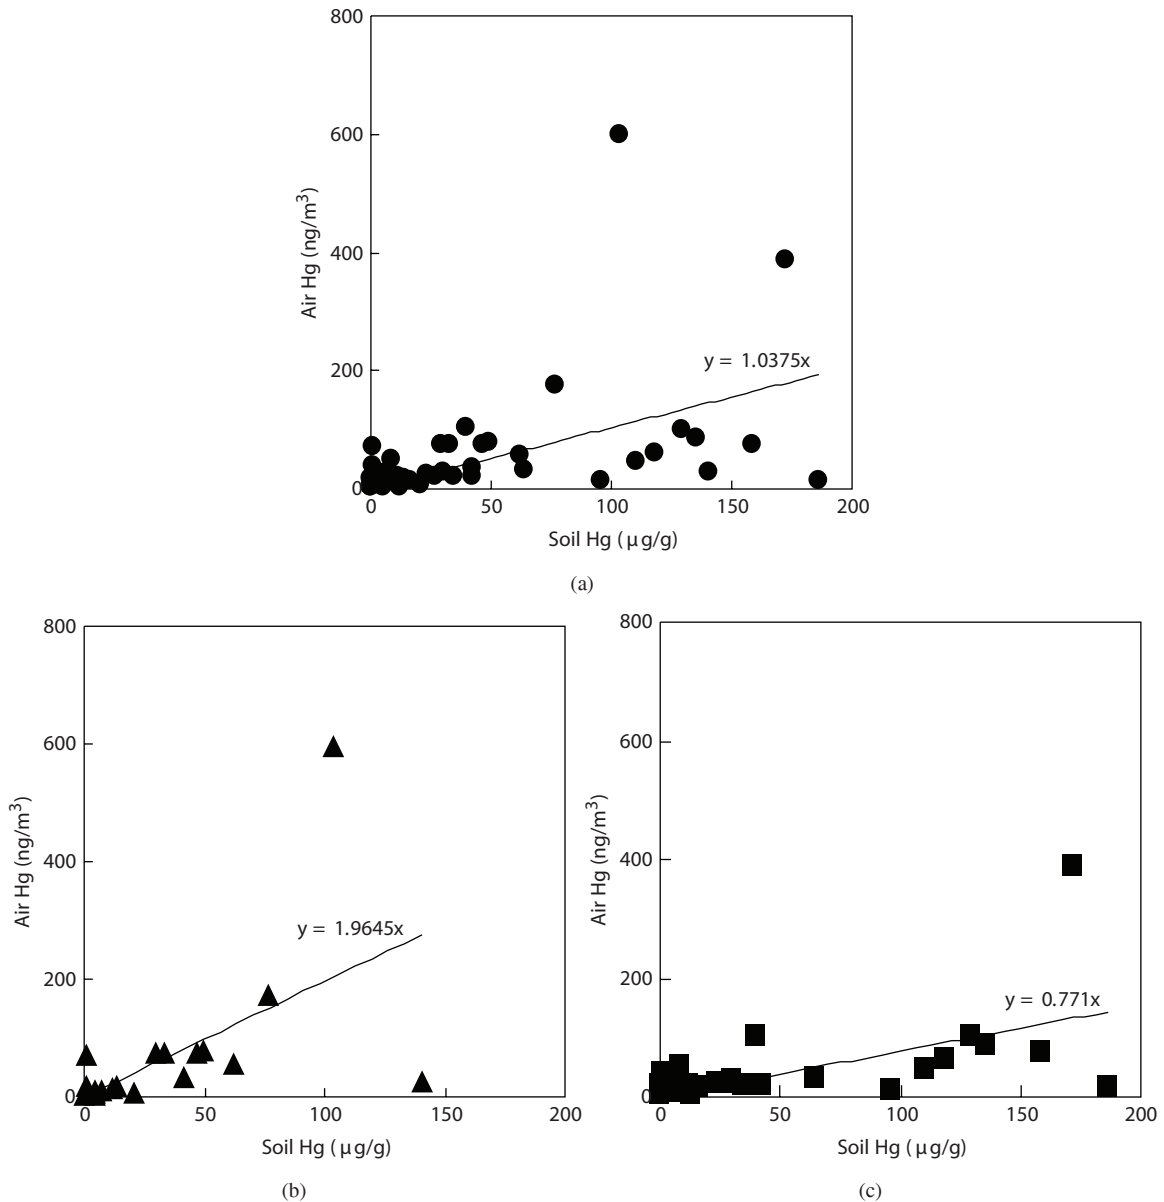 800
600
400
200
0
Air Hg (ng/m³)
y = 1.0375x
0 50 100 150 200
Soil Hg (μg/g)
(a)
800
600
400
200
0
Air Hg (ng/m³)
y = 1.9645x
0 50 100 150 200
Soil Hg (μg/g)
(b)
800
600
400
200
0
Air Hg (ng/m³)
y = 0.771x
0 50 100 150 200
Soil Hg (μg/g)
(c)